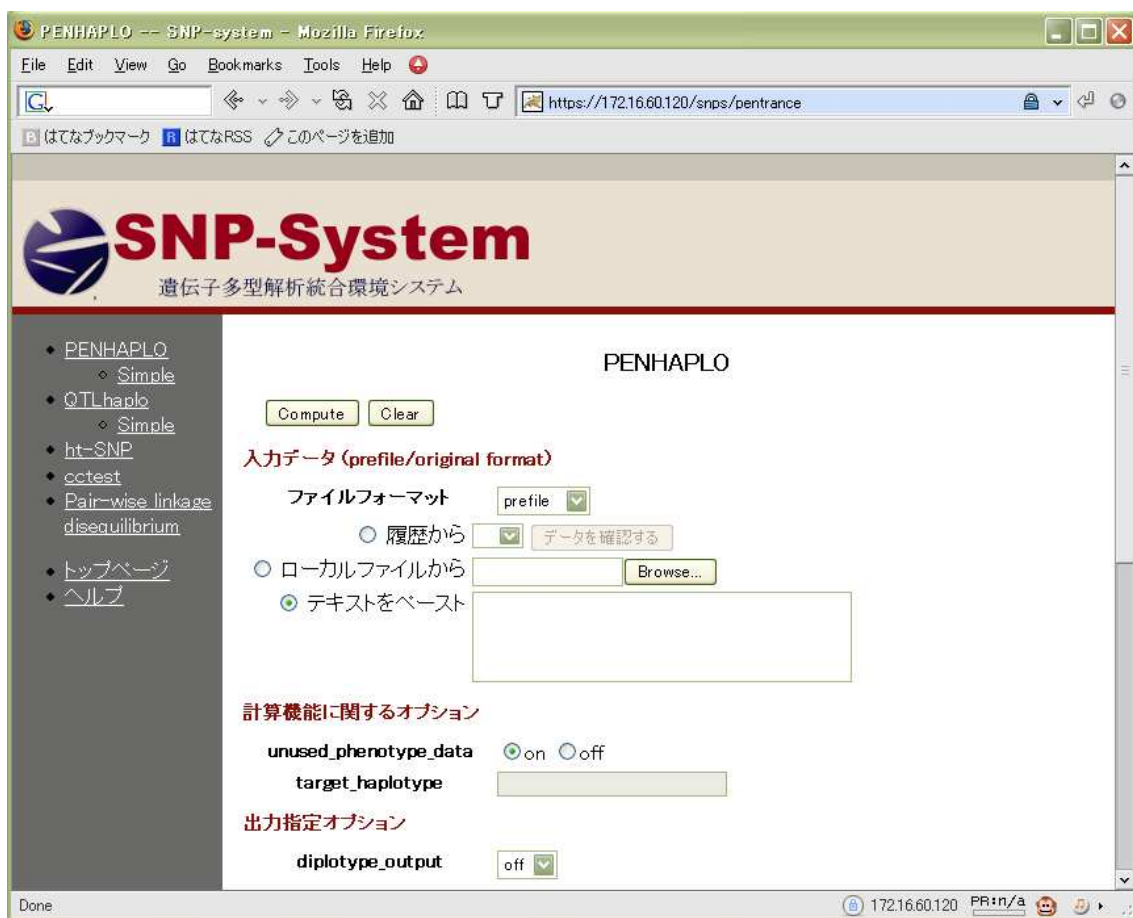 PENHAPLO -- SNP-system - Mozilla Firefox
File Edit View Go Bookmarks Tools Help
G https://172.16.60.120/snps/pentrance
はてなブックマーク はてなRSS このページを追加
SNP-System
遺伝子多型解析統合環境システム
PENHAPLO
Simple
QTLhaplo
Simple
ht-SNP
cctest
Pair-wise linkage
disequilibrium
トップページ
ヘルプ
PENHAPLO
Compute Clear
入力データ (prefile/original format)
ファイルフォーマット prefile
履歴から データを確認する
ローカルファイルから Browse...
テキストをペースト
計算機能に関するオプション
unused_phenotype_data on off
target_haplotype
出力指定オプション
diplotype_output off
Done 172.16.60.120 PR:n/a